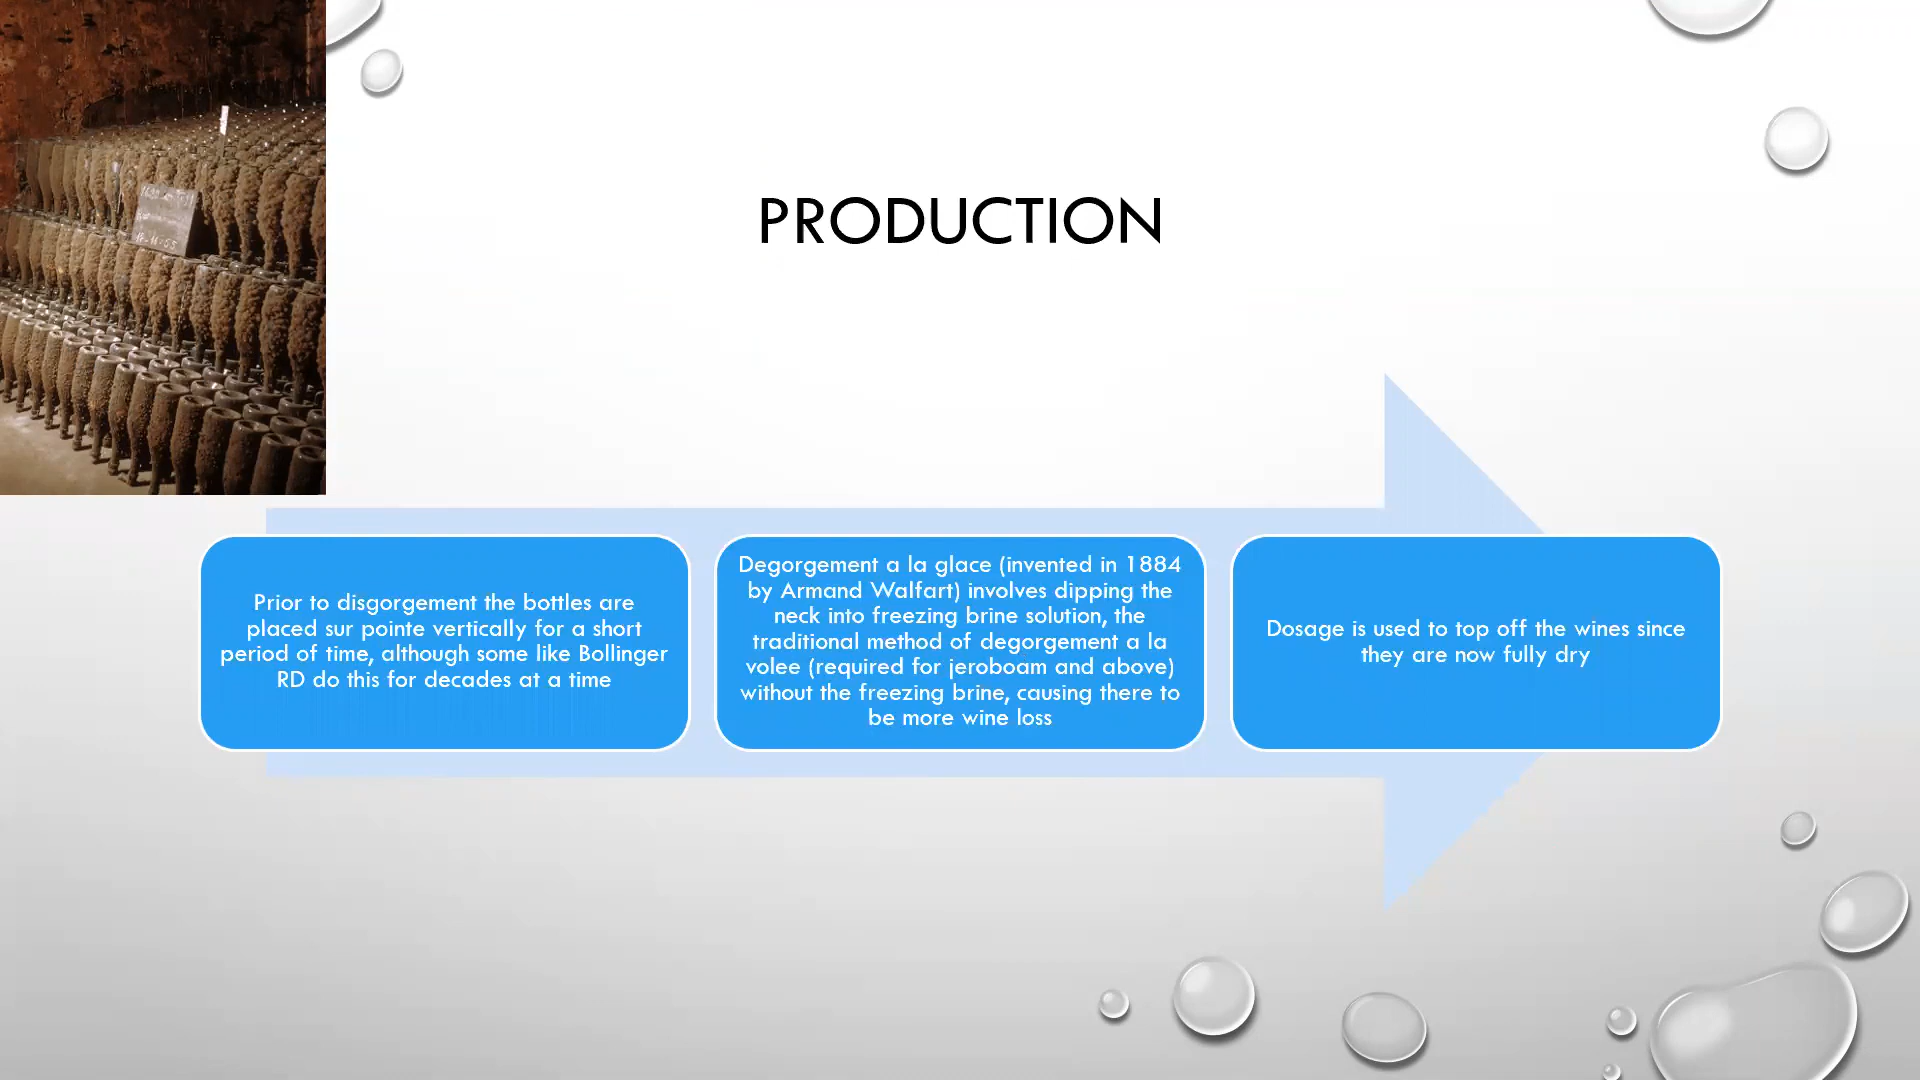 PRODUCTION
Prior to disgorgement the bottles are
placed sur pointe vertically for a short
period of time, although some like Bollinger
RD do this for decades at a time
Degorgement a la glace (invented in 1884
by Armand Walfart) involves dipping the
neck into freezing brine solution, the
traditional method of degorgement a la
volee (required for jeroboam and above)
without the freezing brine, causing there to
be more wine loss
Dosage is used to top off the wines since
they are now fully dry